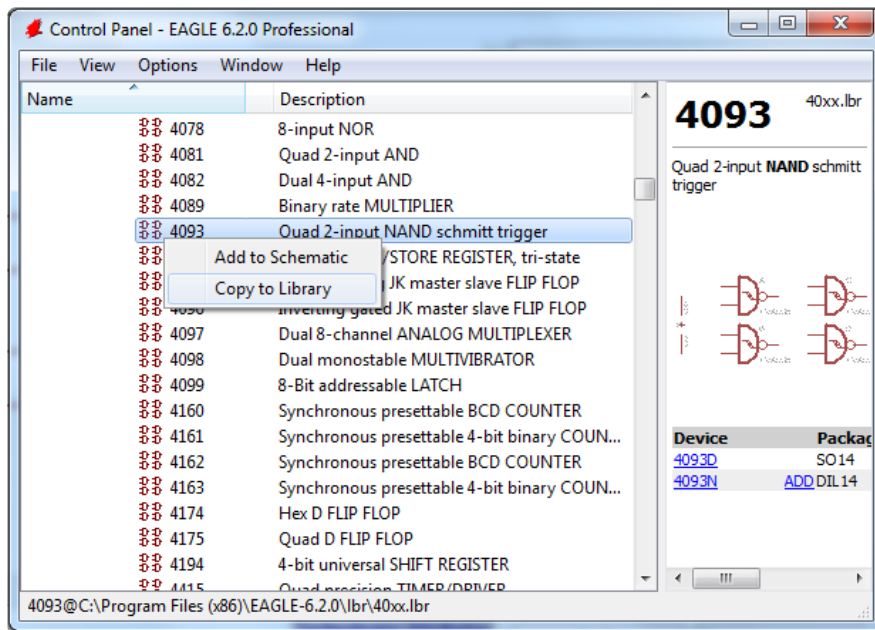 Control Panel - EAGLE 6.2.0 Professional
File View Options Window Help
Name Description
4078 8-input NOR
4081 Quad 2-input AND
4082 Dual 4-input AND
4089 Binary rate MULTIPLIER
4093 Quad 2-input NAND schmitt trigger
Add to Schematic /STORE REGISTER, tri-state
Copy to Library JK master slave FLIP FLOP
gated JK master slave FLIP FLOP
4097 Dual 8-channel ANALOG MULTIPLEXER
4098 Dual monostable MULTIVIBRATOR
4099 8-Bit addressable LATCH
4160 Synchronous presettable BCD COUNTER
4161 Synchronous presettable 4-bit binary COUN...
4162 Synchronous presettable BCD COUNTER
4163 Synchronous presettable 4-bit binary COUN...
4174 Hex D FLIP FLOP
4175 Quad D FLIP FLOP
4194 4-bit universal SHIFT REGISTER
4415 Quad precision TIMER/DRIVER
4093 40xx.lbr
Quad 2-input NAND schmitt
trigger
Device Packag
4093D SO14
4093N ADD DIL14
4093@C:\Program Files (x86)\EAGLE-6.2.0\lbr\40xx.lbr